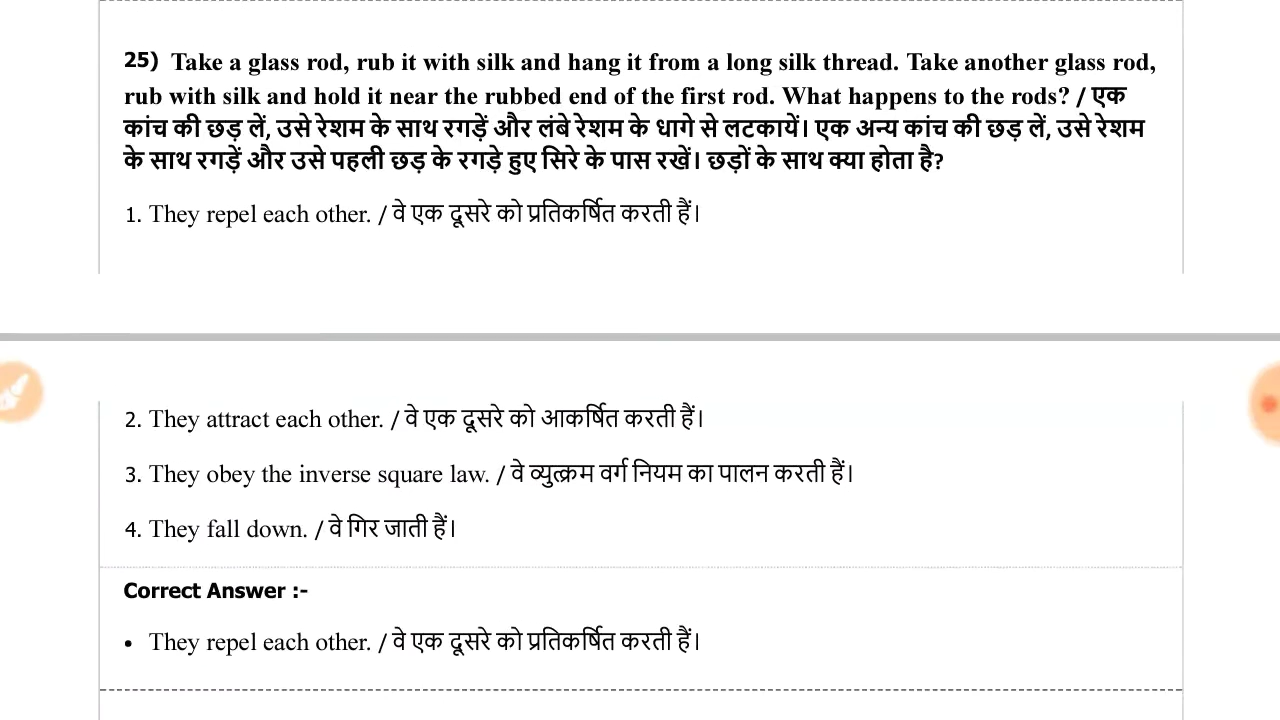 25) Take a glass rod, rub it with silk and hang it from a long silk thread. Take another glass rod,
rub with silk and hold it near the rubbed end of the first rod. What happens to the rods? / एक
कांच की छड़ लें, उसे रेशम के साथ रगड़ें और लंबे रेशम के धागे से लटकायें। एक अन्य कांच की छड़ लें, उसे रेशम
के साथ रगड़ें और उसे पहली छड़ के रगड़े हुए सिरे के पास रखें। छड़ों के साथ क्या होता है?
1. They repel each other. / वे एक दूसरे को प्रतिकर्षित करती हैं।
2. They attract each other. / वे एक दूसरे को आकर्षित करती हैं।
3. They obey the inverse square law. / वे व्युत्क्रम वर्ग नियम का पालन करती हैं।
4. They fall down. / वे गिर जाती हैं।
Correct Answer :-
• They repel each other. / वे एक दूसरे को प्रतिकर्षित करती हैं।